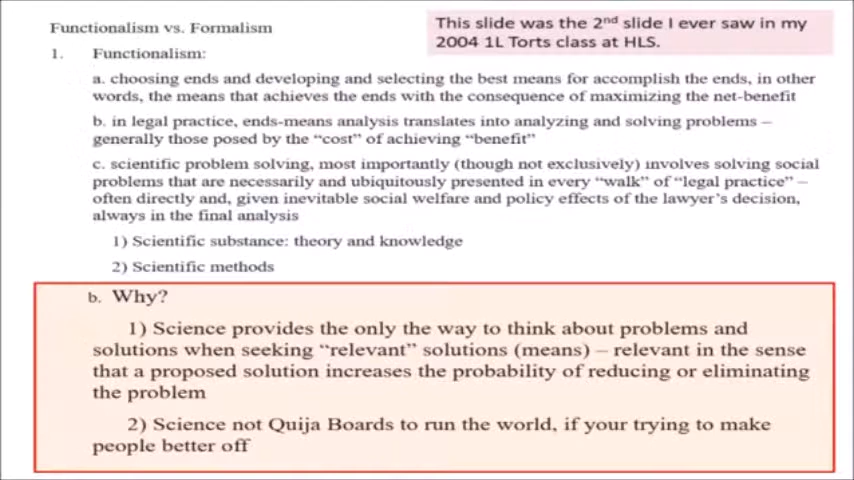 Functionalism vs. Formalism
This slide was the 2nd slide I ever saw in my
2004 1L Torts class at HLS.
1. Functionalism:
a. choosing ends and developing and selecting the best means for accomplish the ends, in other
words, the means that achieves the ends with the consequence of maximizing the net-benefit
b. in legal practice, ends-means analysis translates into analyzing and solving problems –
generally those posed by the “cost” of achieving “benefit”
c. scientific problem solving, most importantly (though not exclusively) involves solving social
problems that are necessarily and ubiquitously presented in every “walk” of “legal practice” –
often directly and, given inevitable social welfare and policy effects of the lawyer’s decision,
always in the final analysis
1) Scientific substance: theory and knowledge
2) Scientific methods
b. Why?
1) Science provides the only the way to think about problems and
solutions when seeking “relevant” solutions (means) – relevant in the sense
that a proposed solution increases the probability of reducing or eliminating
the problem
2) Science not Quija Boards to run the world, if your trying to make
people better off